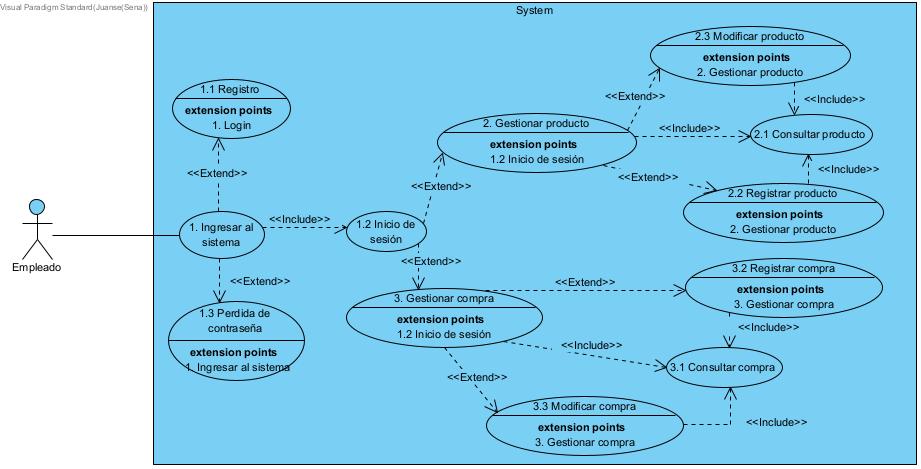 Visual Paradigm Standard(Juanse(Sena))
System
2.3 Modificar producto
extension points
2. Gestionar producto
1.1 Registro
extension points
1. Login
<<Extend>>
<<Include>>
2. Gestionar producto
extension points
1.2 Inicio de sesión
<<Include>>
2.1 Consultar producto
<<Extend>>
<<Extend>>
<<Extend>>
<<Include>>
2.2 Registrar producto
extension points
2. Gestionar producto
Empleado
1. Ingresar al
sistema
<<Include>>
1.2 Inicio de
sesión
<<Extend>>
<<Extend>>
3.2 Registrar compra
extension points
3. Gestionar compra
<<Extend>>
3. Gestionar compra
extension points
1.2 Inicio de sesión
1.3 Perdida de
contraseña
extension points
1. Ingresar al sistema
<<Include>>
<<Include>>
3.1 Consultar compra
<<Extend>>
3.3 Modificar compra
extension points
3. Gestionar compra
<<Include>>